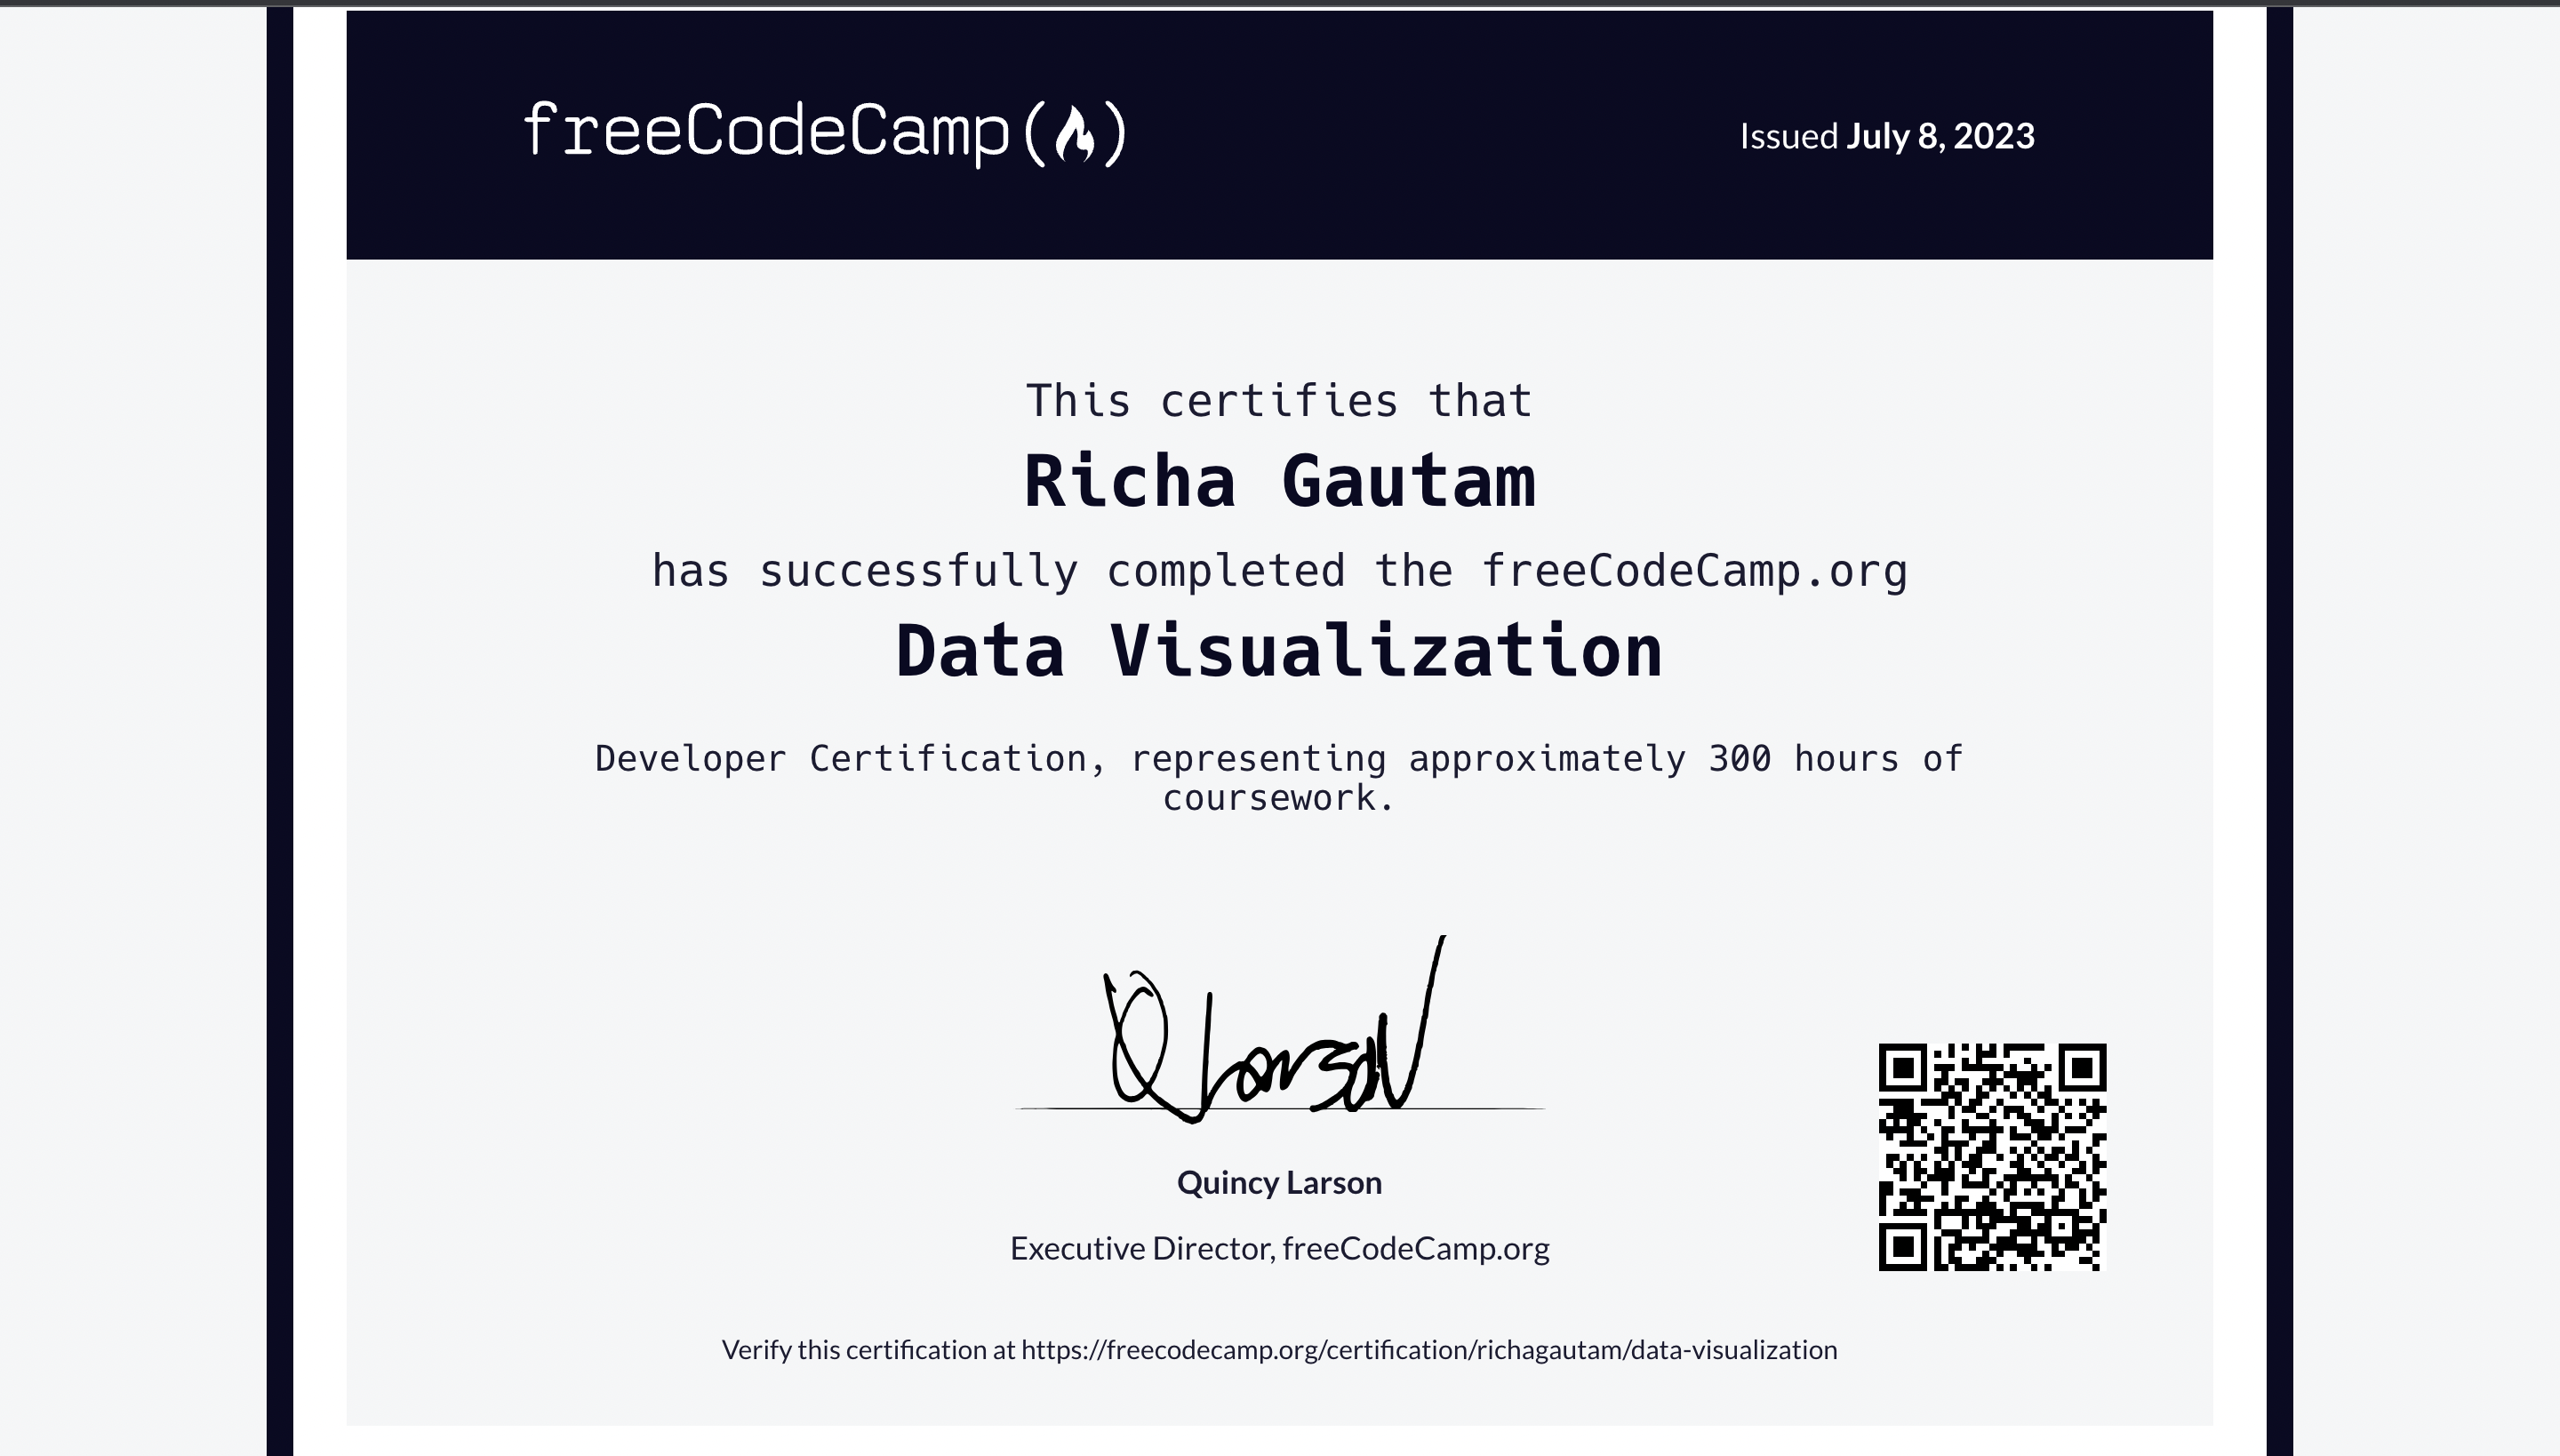 freeCodeCamp(🔥)
Issued July 8, 2023
This certifies that
Richa Gautam
has successfully completed the freeCodeCamp.org
Data Visualization
Developer Certification, representing approximately 300 hours of
coursework.
Q Larson
Quincy Larson
Executive Director, freeCodeCamp.org
Verify this certification at https://freecodecamp.org/certification/richagautam/data-visualization